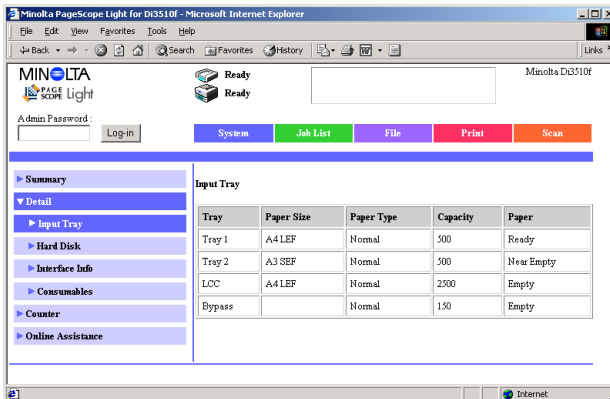 Minolta PageScope Light for Di3510f - Microsoft Internet Explorer
File Edit View Favorites Tools Help
Back Search Favorites History Links
MINOLTA Ready Minolta Di3510f
PAGE SCOPE Light Ready
Admin Password :
Log-in System Job List File Print Scan
Summary
Input Tray
Detail
Input Tray
Hard Disk
Interface Info
Consumables
Counter
Online Assistance
Tray Paper Size Paper Type Capacity Paper
Tray 1 A4 LEF Normal 500 Ready
Tray 2 A3 SEF Normal 500 Near Empty
LCC A4 LEF Normal 2500 Empty
Bypass Normal 150 Empty
Internet